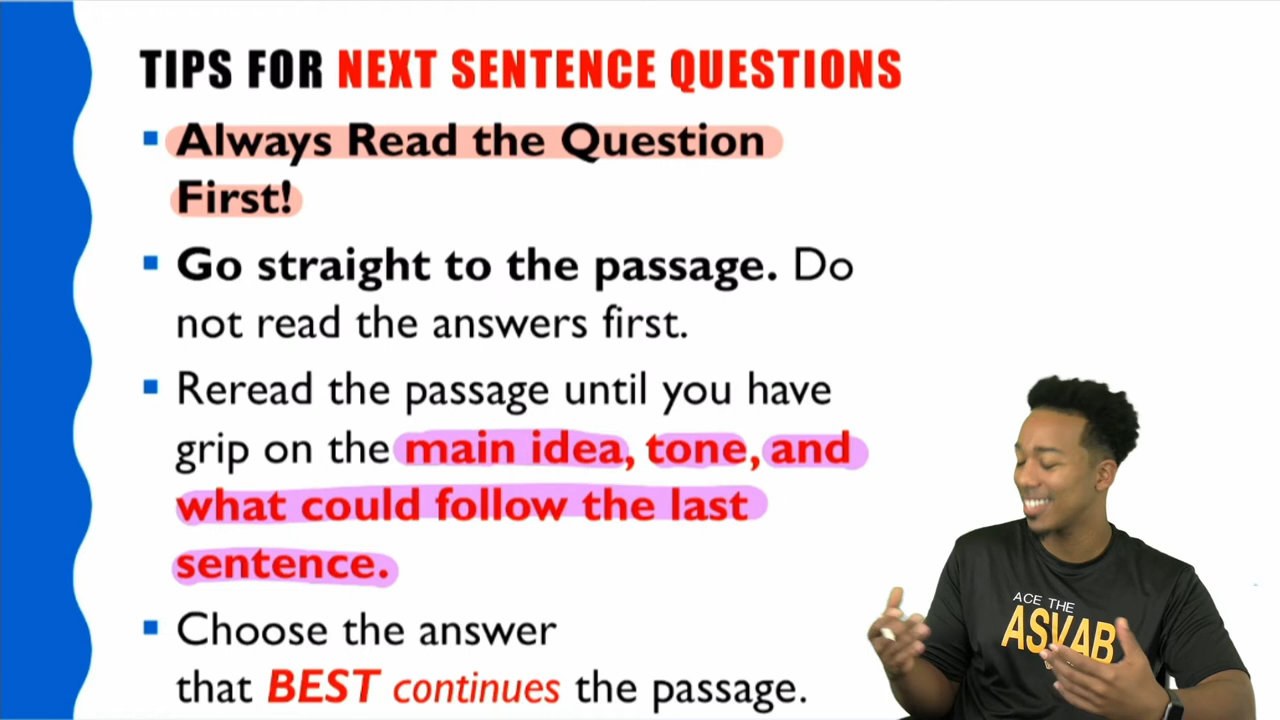 TIPS FOR NEXT SENTENCE QUESTIONS
Always Read the Question
First!
Go straight to the passage. Do
not read the answers first.
Reread the passage until you have
grip on the main idea, tone, and
what could follow the last
sentence.
Choose the answer
that BEST continues the passage.
ACE THE
ASVAB